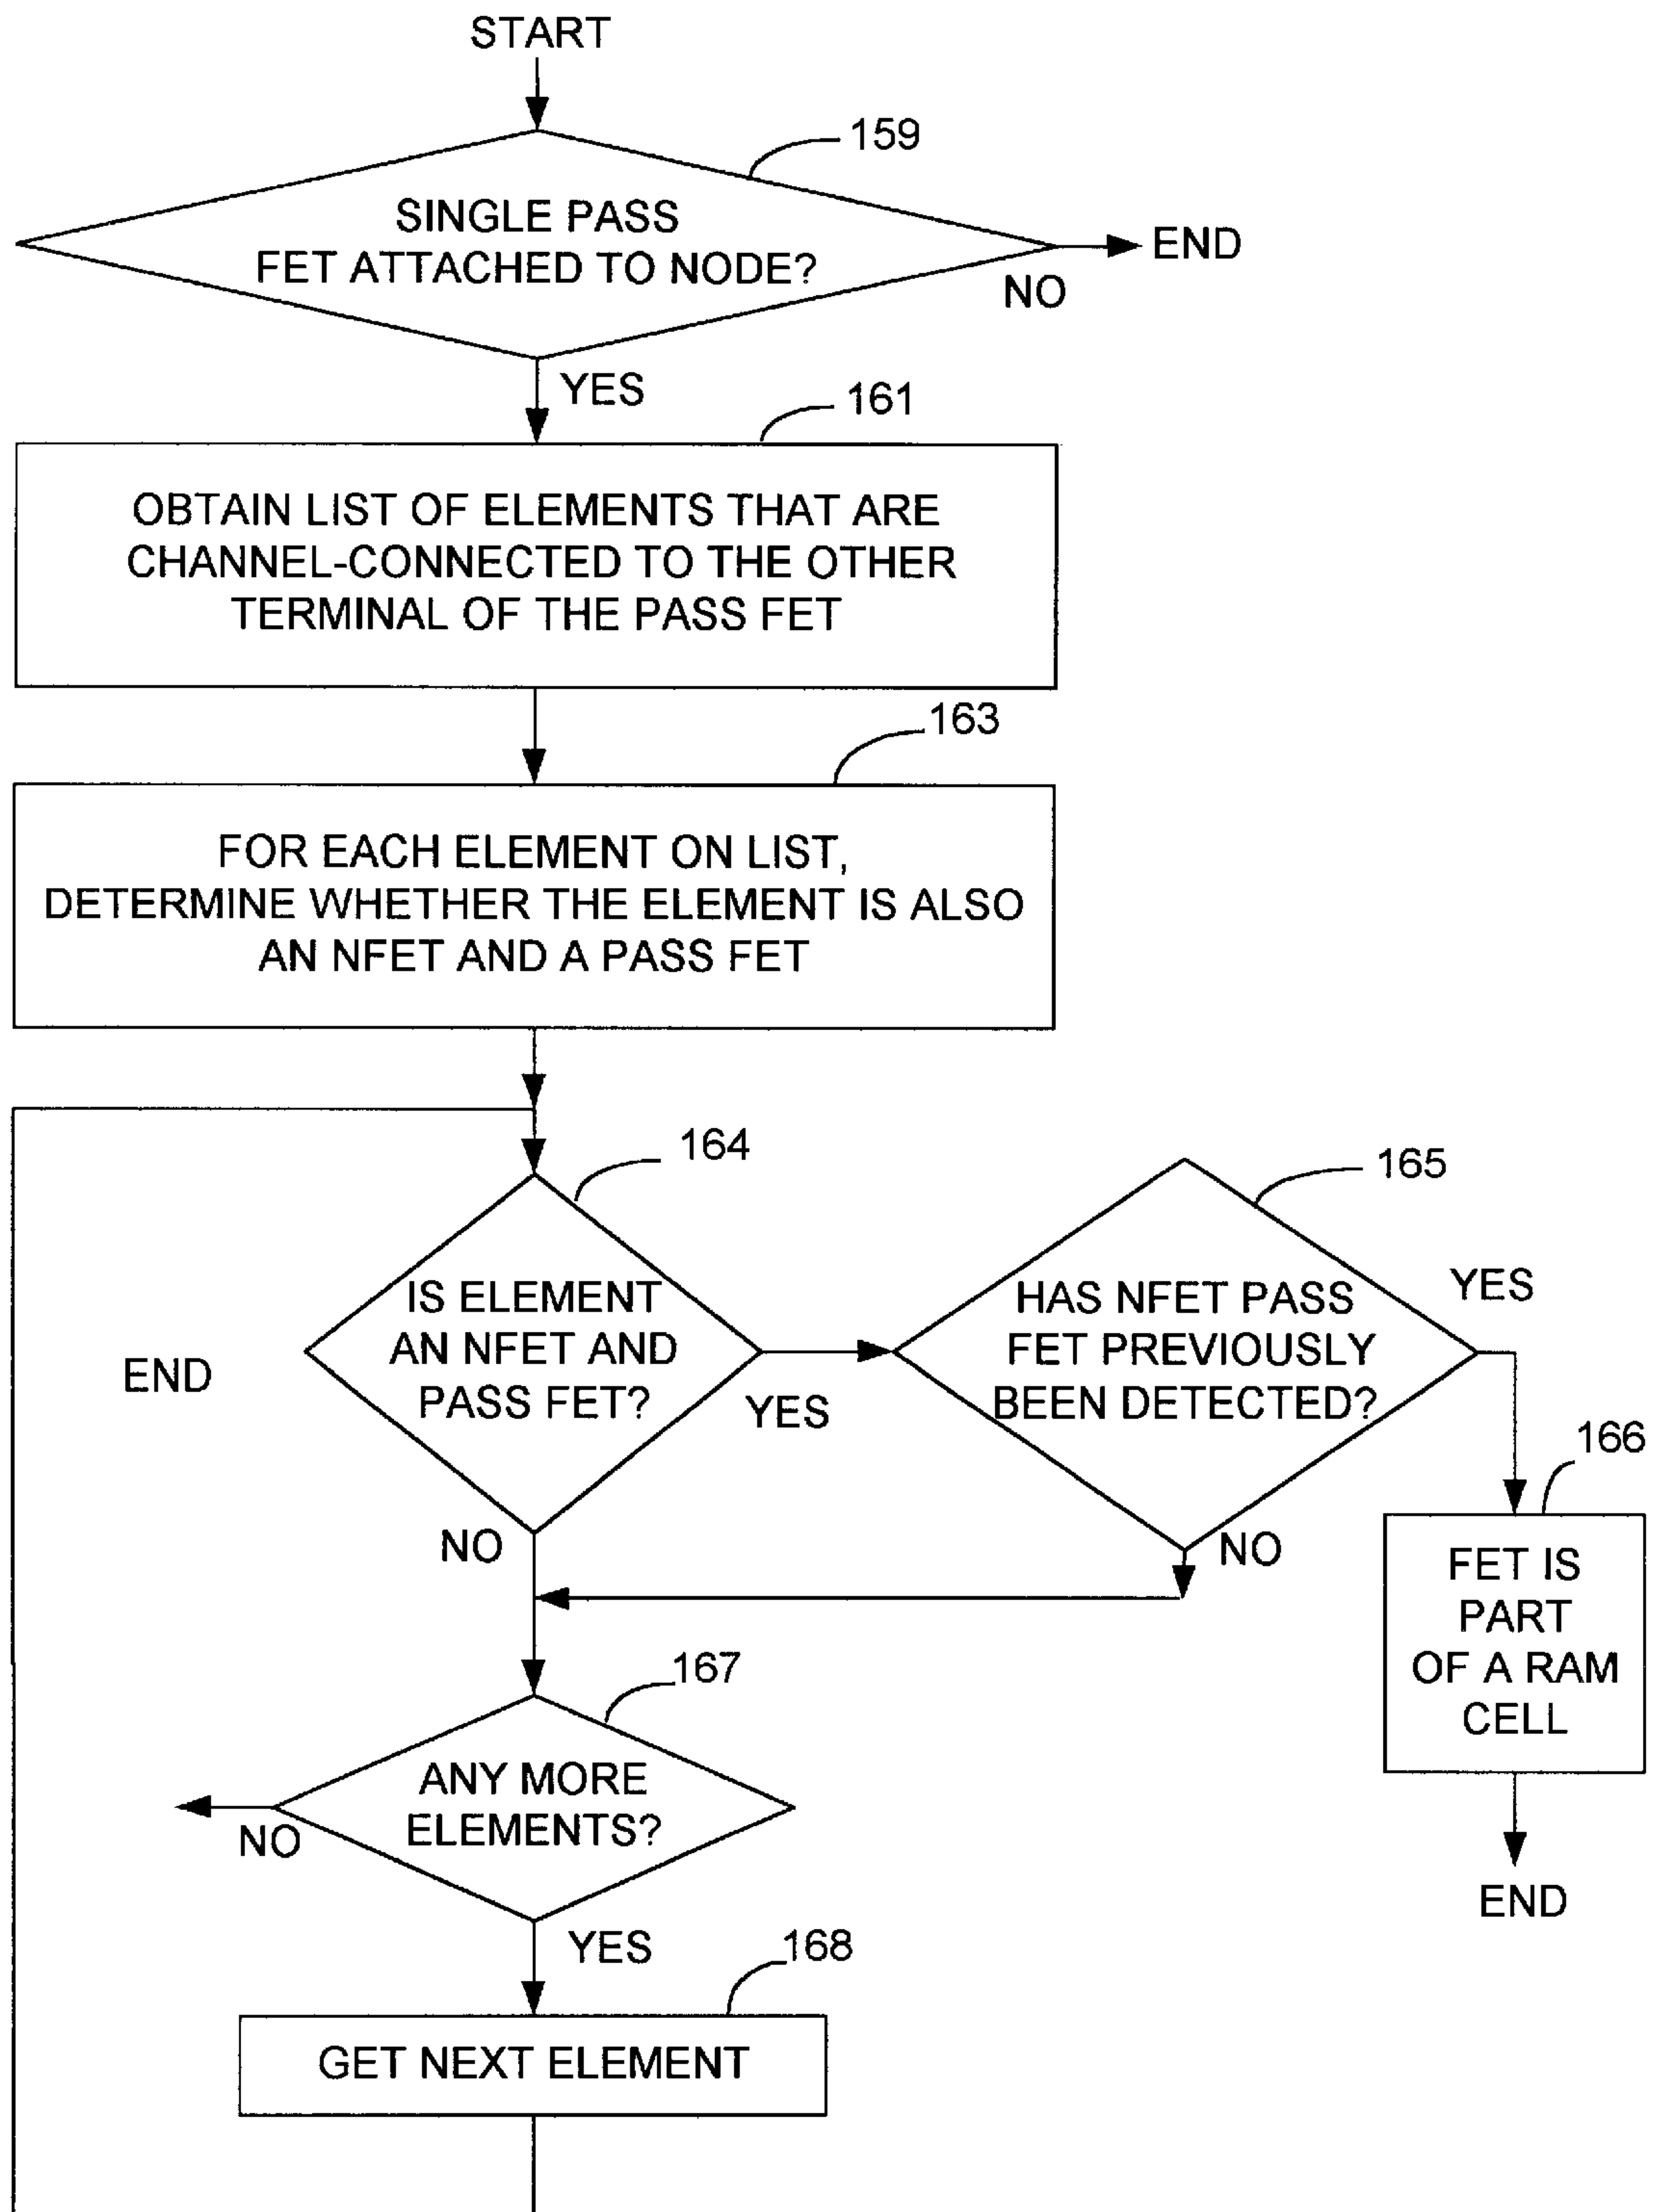 START
159
SINGLE PASS
FET ATTACHED TO NODE?
END
NO
YES
161
OBTAIN LIST OF ELEMENTS THAT ARE
CHANNEL-CONNECTED TO THE OTHER
TERMINAL OF THE PASS FET
163
FOR EACH ELEMENT ON LIST,
DETERMINE WHETHER THE ELEMENT IS ALSO
AN NFET AND A PASS FET
164
IS ELEMENT
AN NFET AND
PASS FET?
YES
NO
165
HAS NFET PASS
FET PREVIOUSLY
BEEN DETECTED?
YES
NO
166
FET IS
PART
OF A RAM
CELL
END
END
167
ANY MORE
ELEMENTS?
NO
YES
168
GET NEXT ELEMENT